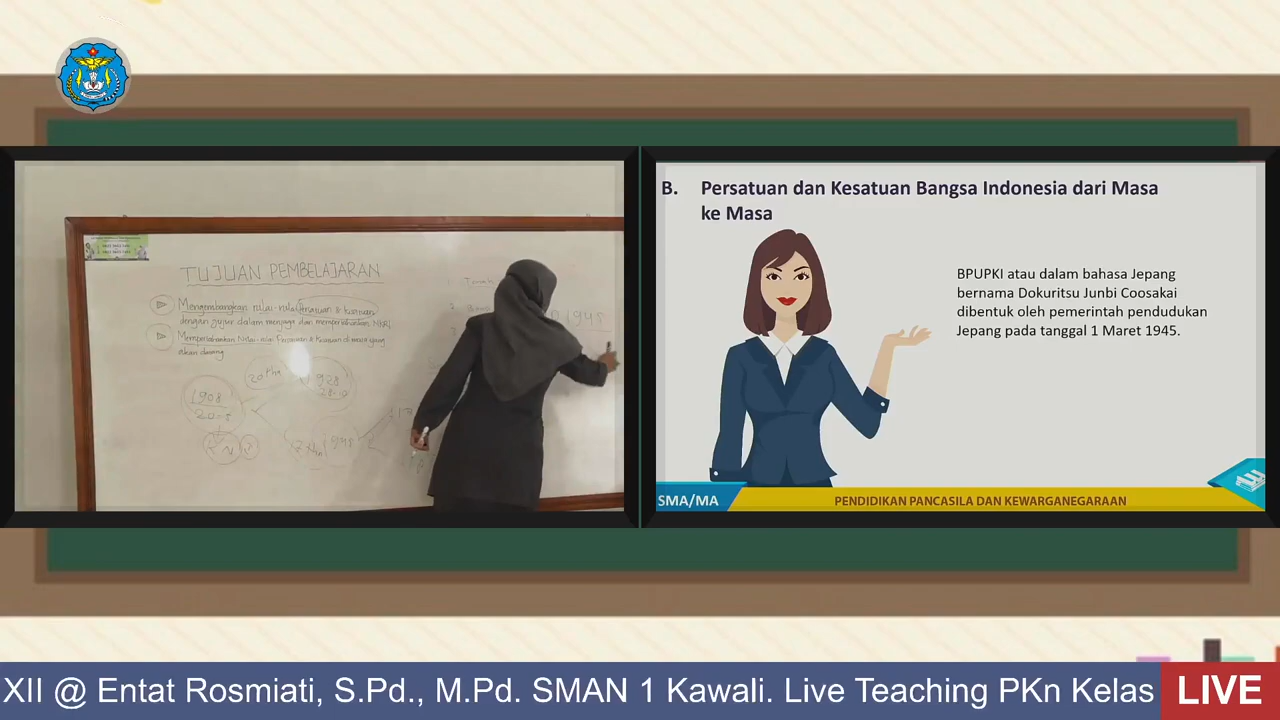 TUJUAN PEMBELAJARAN
Mengembangkan nilai-nilai Persatuan & Kesatuan
dengan jujur dalam menjaga dan mempertahankan NKRI
Mempertahankan Nilai-nilai Persatuan & Kesatuan di masa yang
akan datang
20 thn
1908
20-5
1928
28-10
1945
B. Persatuan dan Kesatuan Bangsa Indonesia dari Masa
ke Masa
BPUPKI atau dalam bahasa Jepang
bernama Dokuritsu Junbi Coosakai
dibentuk oleh pemerintah pendudukan
Jepang pada tanggal 1 Maret 1945.
SMA/MA
PENDIDIKAN PANCASILA DAN KEWARGANEGARAAN
XII @ Entat Rosmiati, S.Pd., M.Pd. SMAN 1 Kawali. Live Teaching PKn Kelas
LIVE